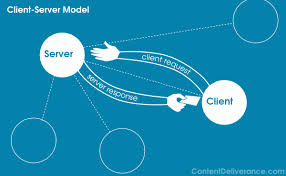 Client-Server Model
Server
client request
server response
Client
ContentDeliverance.com